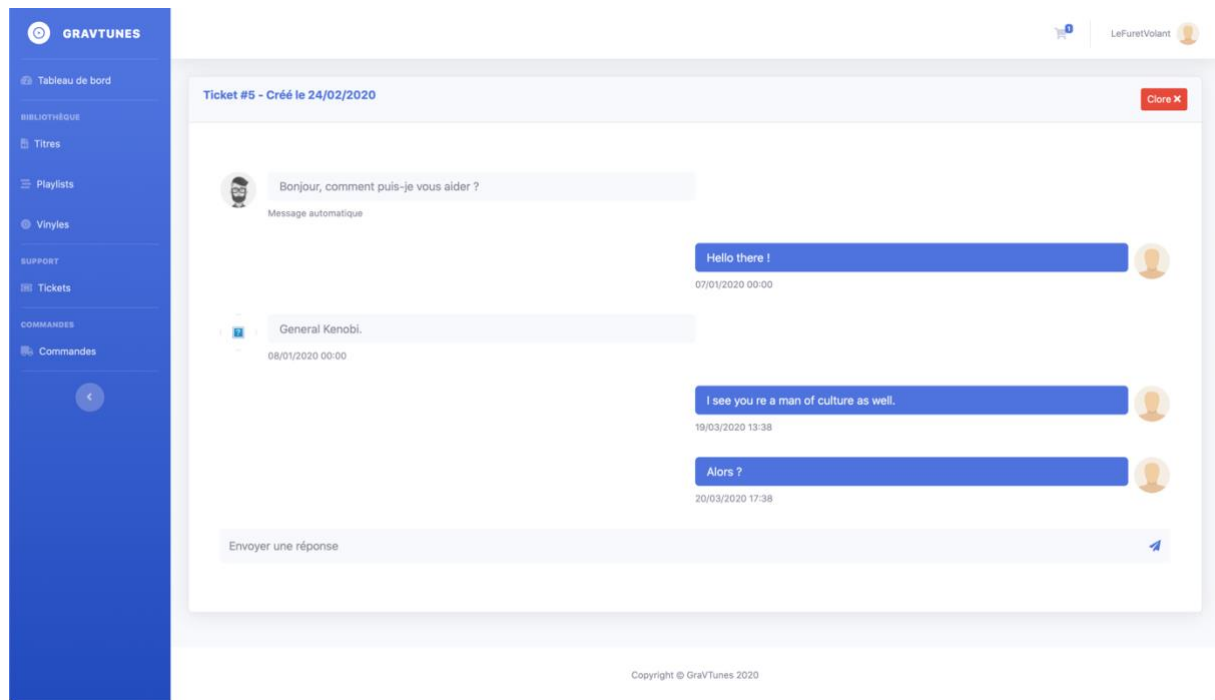 GRAVTUNES
Tableau de bord
BIBLIOTHÈQUE
Titres
Playlists
Vinyles
SUPPORT
Tickets
COMMANDES
Commandes
1
LeFuretVolant
Ticket #5 - Créé le 24/02/2020
Clore
Bonjour, comment puis-je vous aider ?
Message automatique
Hello there !
07/01/2020 00:00
General Kenobi.
08/01/2020 00:00
I see you re a man of culture as well.
19/03/2020 13:38
Alors ?
20/03/2020 17:38
Envoyer une réponse
Copyright © GraVTunes 2020